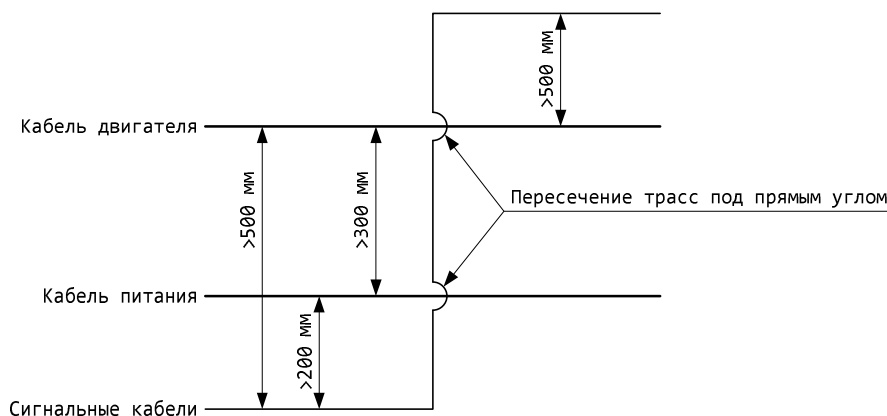 >500 мм
Кабель двигателя
>500 мм
>300 мм
Пересечение трасс под прямым углом
Кабель питания
>200 мм
Сигнальные кабели